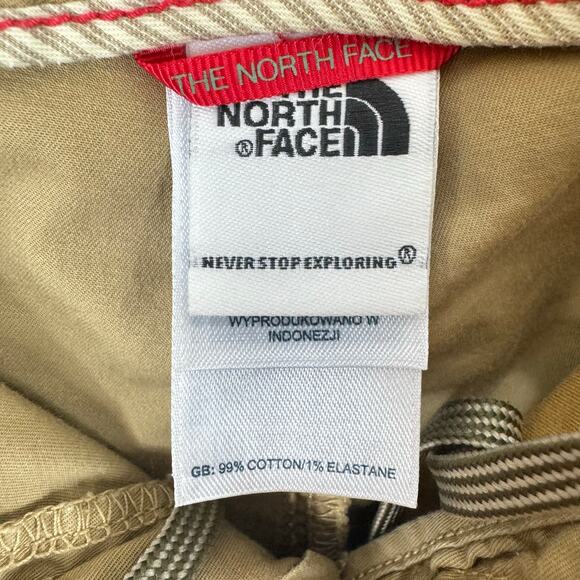 THE NORTH FACE
THE
NORTH
®FACE
NEVER STOP EXPLORING®
WYPRODUKOWANO W
INDONEZJI
GB: 99% COTTON/1% ELASTANE